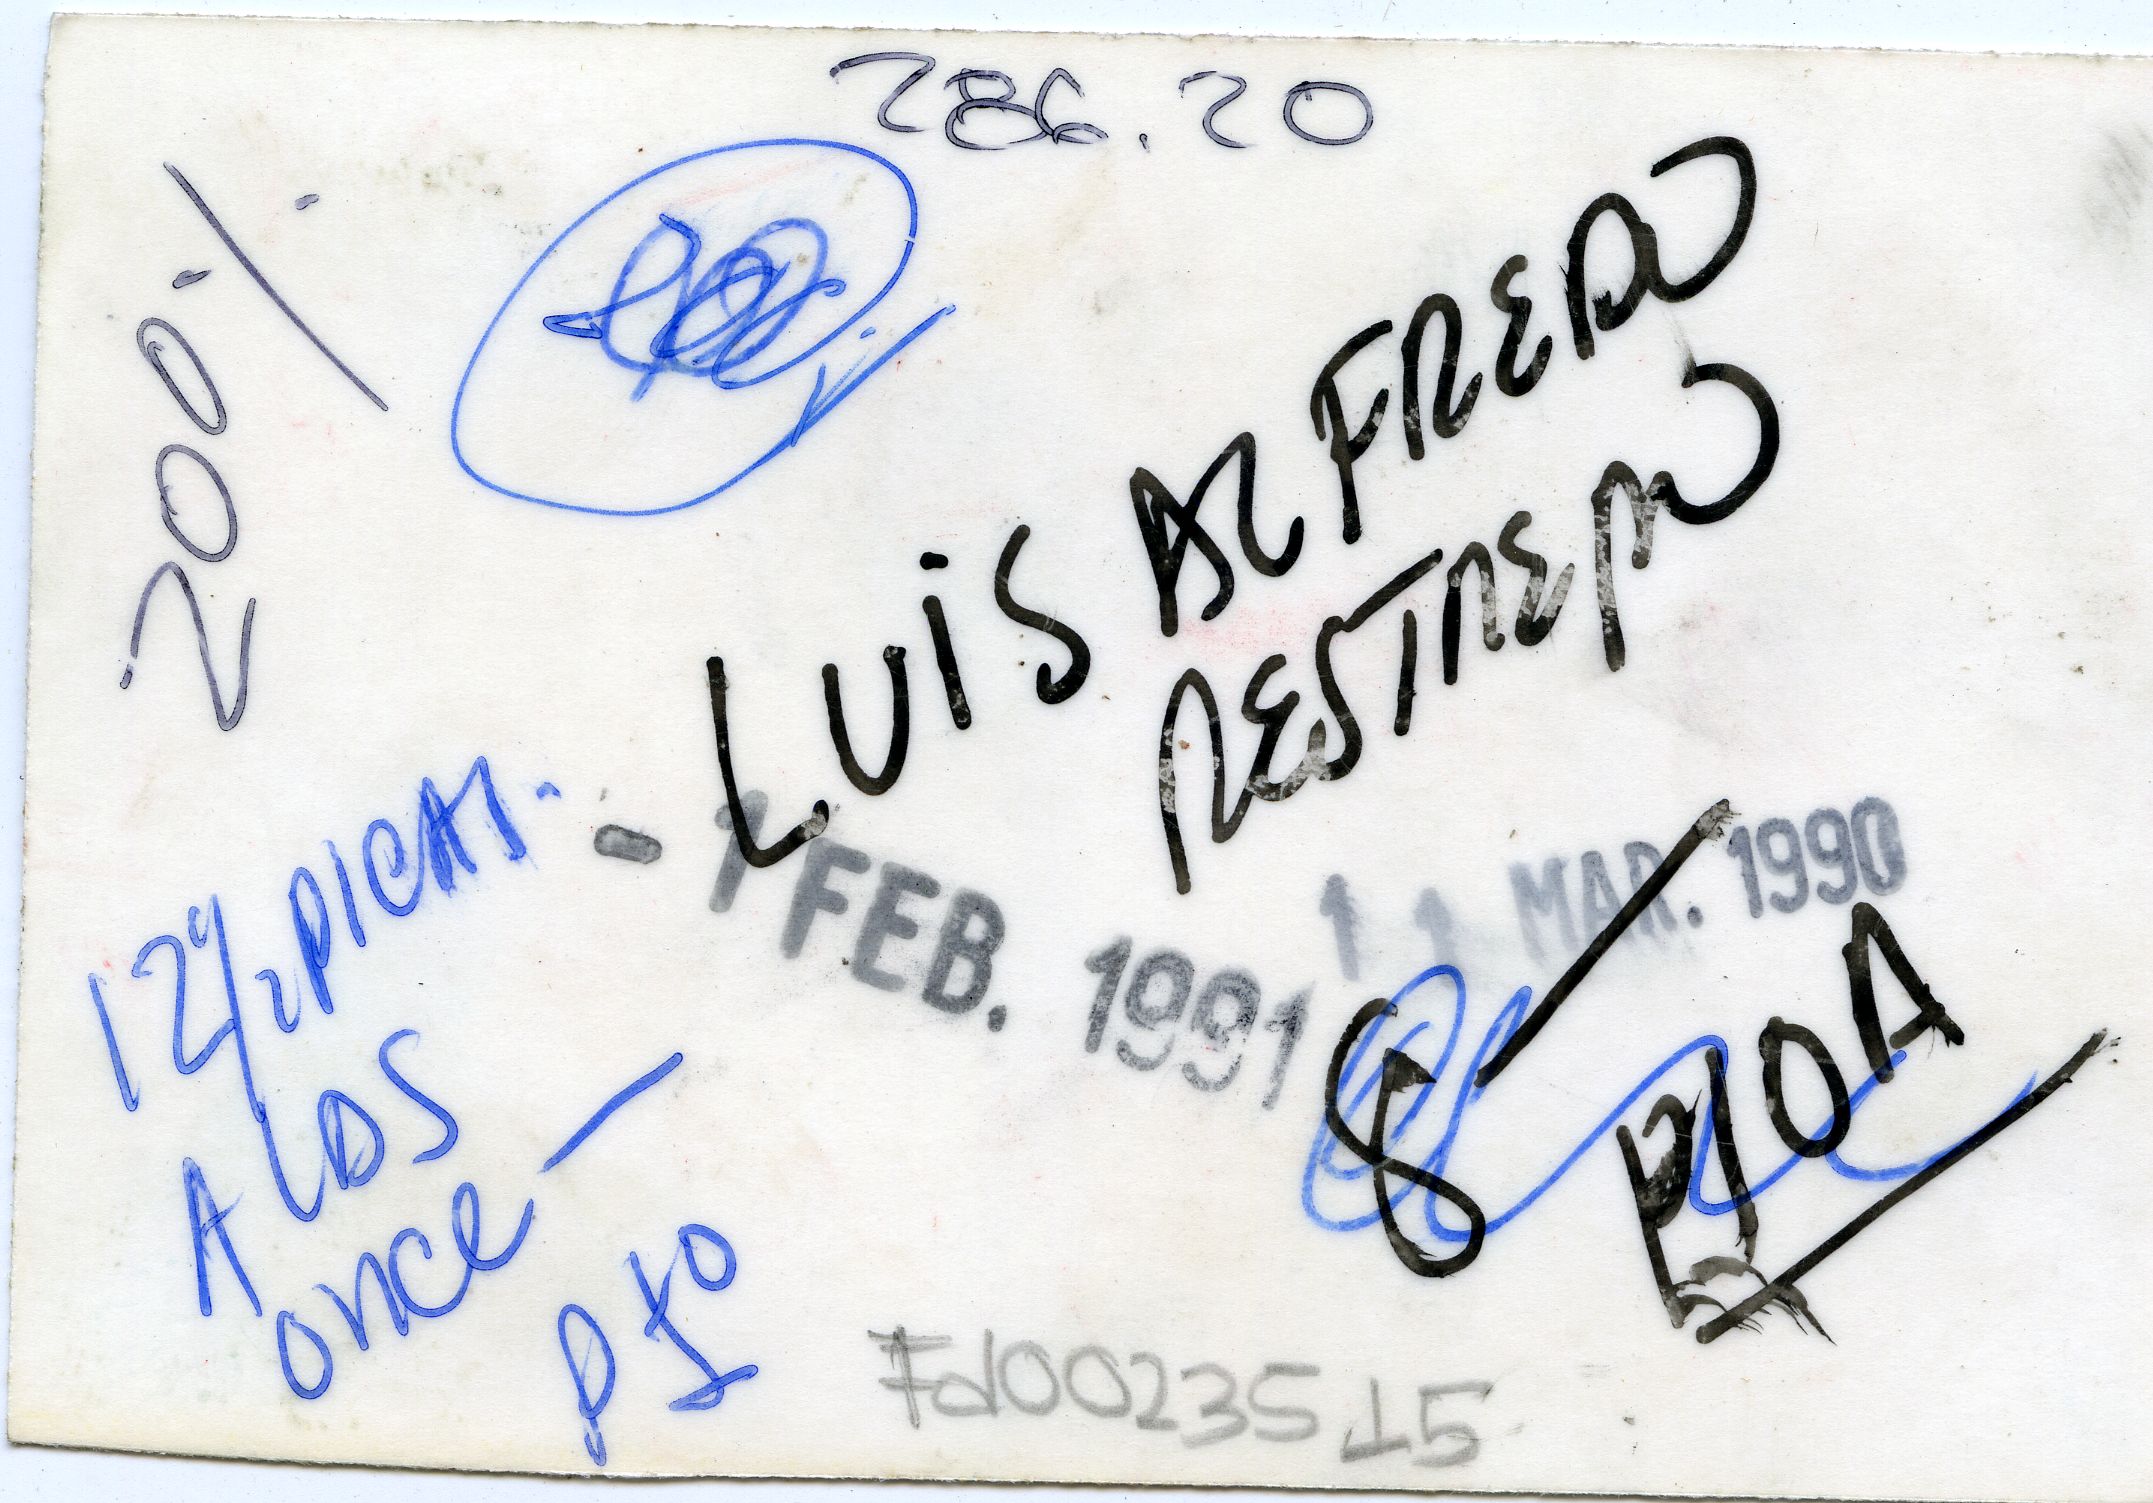 286.20
200%
LUIS ALFREDO
RESTREPO
- 1 FEB. 1991
11 MAR. 1990
12 1/2 PICAS.
A LOS
once —
8
Fd0023515